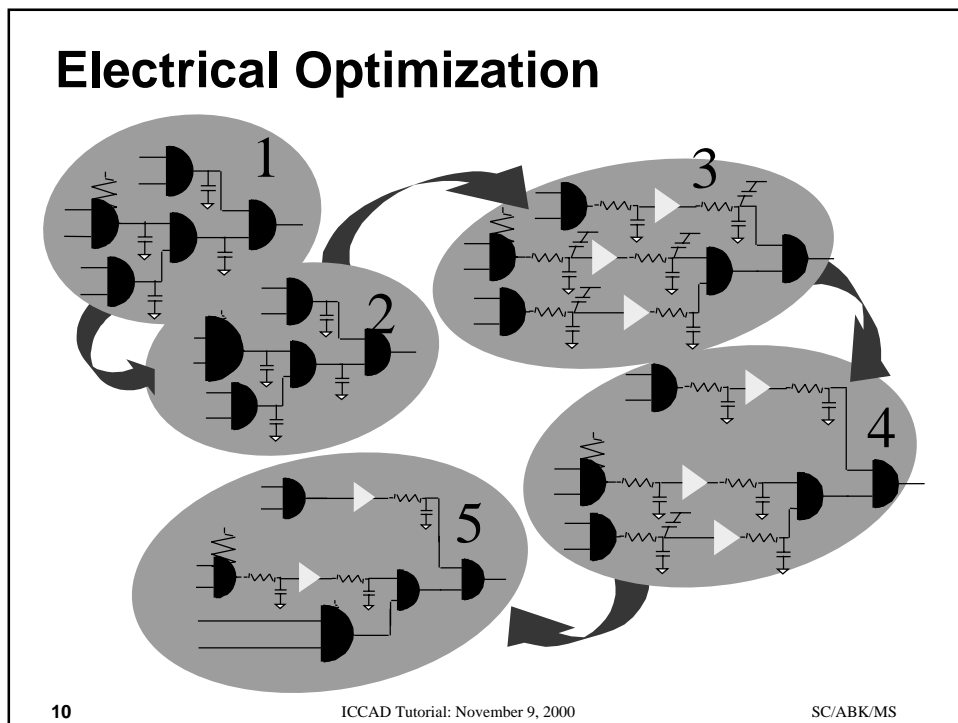 Electrical Optimization
1
2
3
4
5
10 ICCAD Tutorial: November 9, 2000 SC/ABK/MS